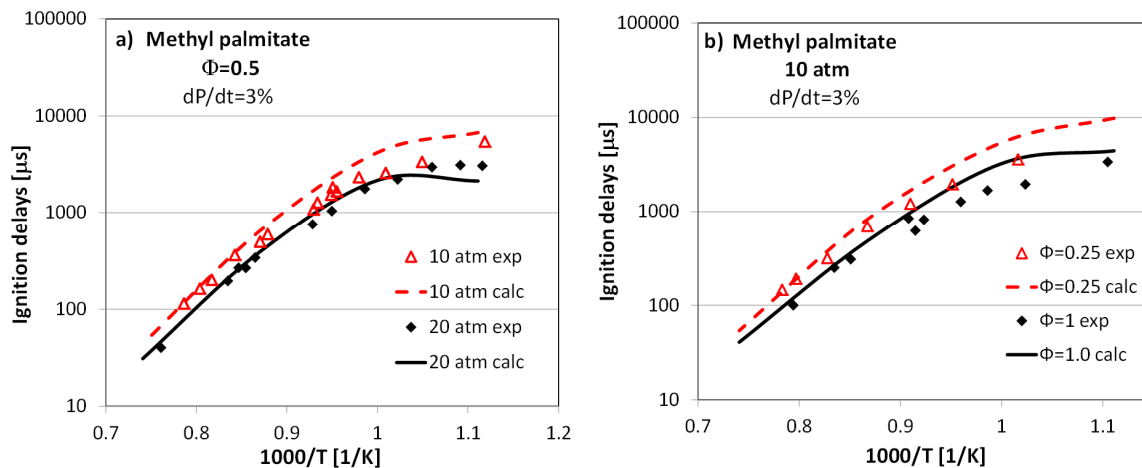 a) Methyl palmitate
Φ=0.5
dP/dt=3%
Ignition delays [µs]
100000
10000
1000
100
10
0.7 0.8 0.9 1 1.1 1.2
1000/T [1/K]
10 atm exp
10 atm calc
20 atm exp
20 atm calc
b) Methyl palmitate
10 atm
dP/dt=3%
Ignition delays [µs]
100000
10000
1000
100
10
0.7 0.8 0.9 1 1.1
1000/T [1/K]
Φ=0.25 exp
Φ=0.25 calc
Φ=1 exp
Φ=1.0 calc